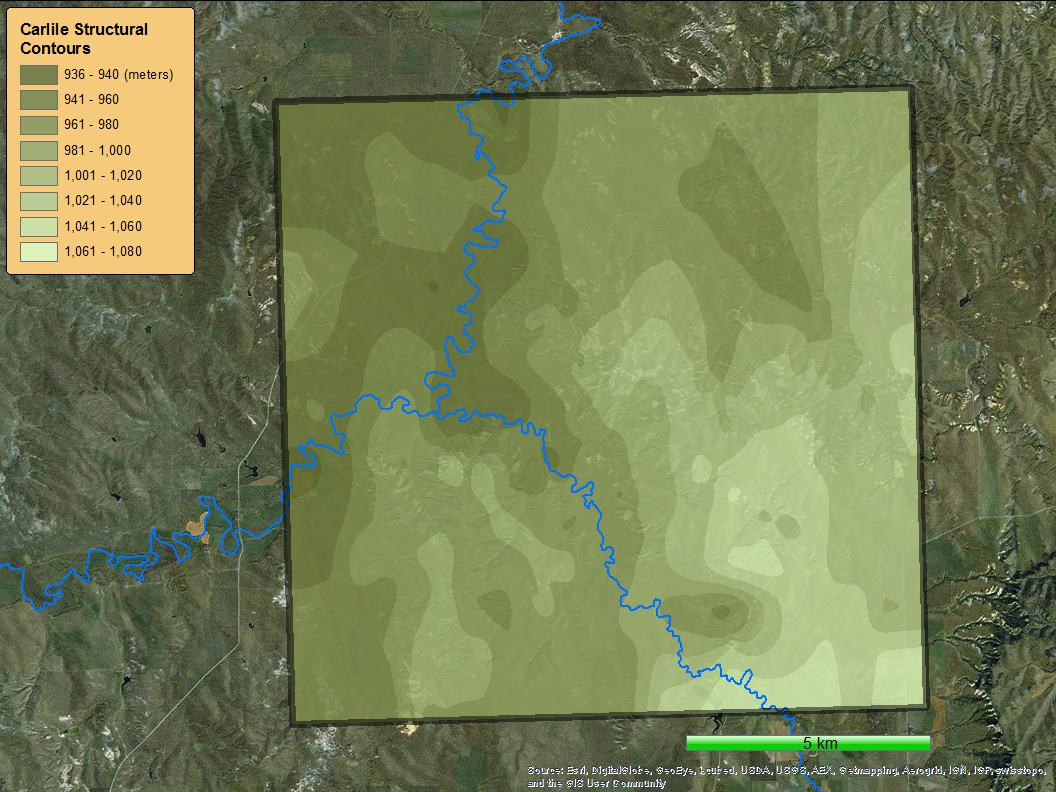 Carlile Structural
Contours
936 - 940 (meters)
941 - 960
961 - 980
981 - 1,000
1,001 - 1,020
1,021 - 1,040
1,041 - 1,060
1,061 - 1,080
5 km
Source: Esri, DigitalGlobe, GeoEye, i-cubed, USDA, USGS, AEX, Getmapping, Aerogrid, IGN, IGP, swisstopo,
and the GIS User Community